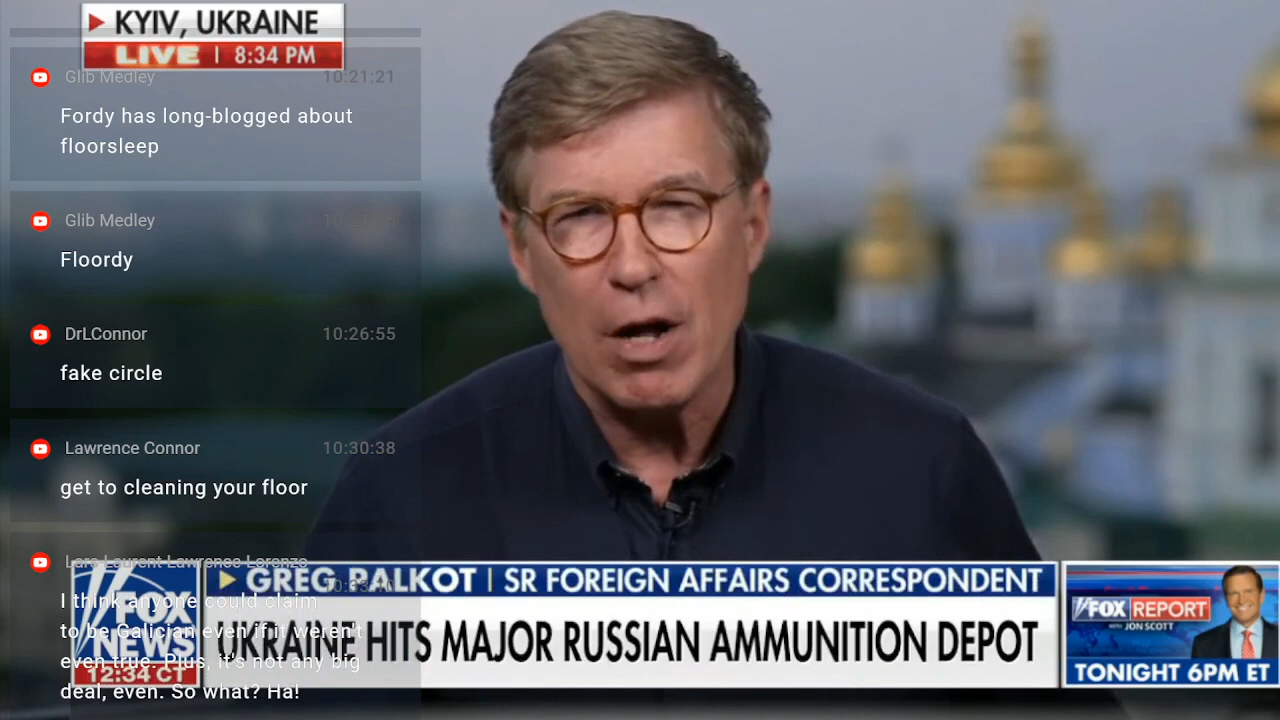 KYIV, UKRAINE
LIVE | 8:34 PM
Glib Medley 10:21:21
Fordy has long-blogged about
floorsleep
Glib Medley
Floordy
DrLConnor 10:26:55
fake circle
Lawrence Connor 10:30:38
get to cleaning your floor
Lars Laurent Lawrence Lorenzo
I think anyone could claim
to be Galician even if it weren't
even true. Plus, it's not any big
deal, even. So what? Ha!
GREG PALKOT | SR FOREIGN AFFAIRS CORRESPONDENT
UKRAINE HITS MAJOR RUSSIAN AMMUNITION DEPOT
FOX
NEWS
12:34 CT
FOX REPORT
WITH JON SCOTT
TONIGHT 6PM ET